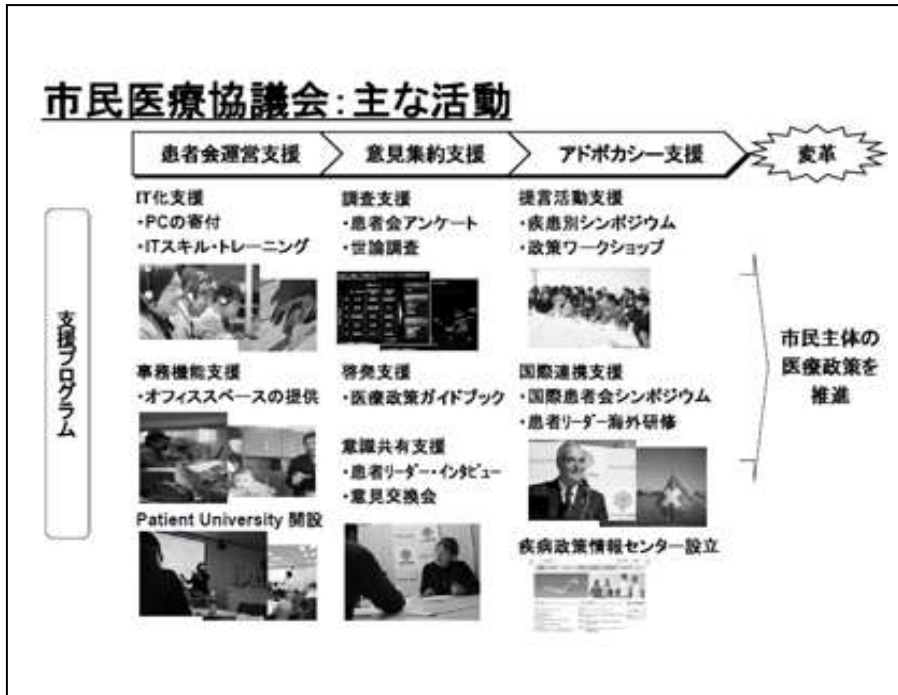 市民医療協議会:主な活動
患者会運営支援
意見集約支援
アドボカシー支援
変革
支援プログラム
IT化支援
・PCの寄付
・ITスキル・トレーニング
事務機能支援
・オフィススペースの提供
Patient University 開設
調査支援
・患者会アンケート
・世論調査
啓発支援
・医療政策ガイドブック
意識共有支援
・患者リーダー・インタビュー
・意見交換会
提言活動支援
・疾患別シンポジウム
・政策ワークショップ
国際連携支援
・国際患者会シンポジウム
・患者リーダー海外研修
疾病政策情報センター設立
市民主体の
医療政策を
推進